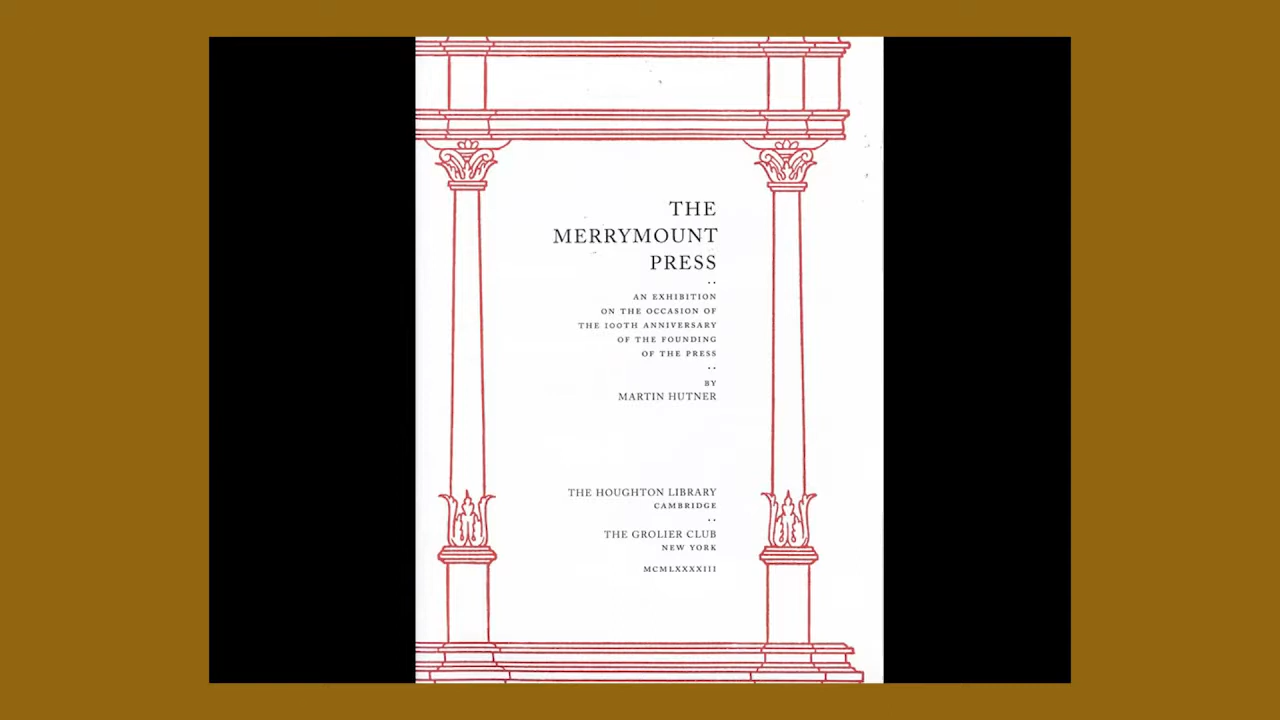 THE
MERRYMOUNT
PRESS
··
AN EXHIBITION
ON THE OCCASION OF
THE 100TH ANNIVERSARY
OF THE FOUNDING
OF THE PRESS
··
BY
MARTIN HUTNER
THE HOUGHTON LIBRARY
CAMBRIDGE
··
THE GROLIER CLUB
NEW YORK
MCMLXXXXIII